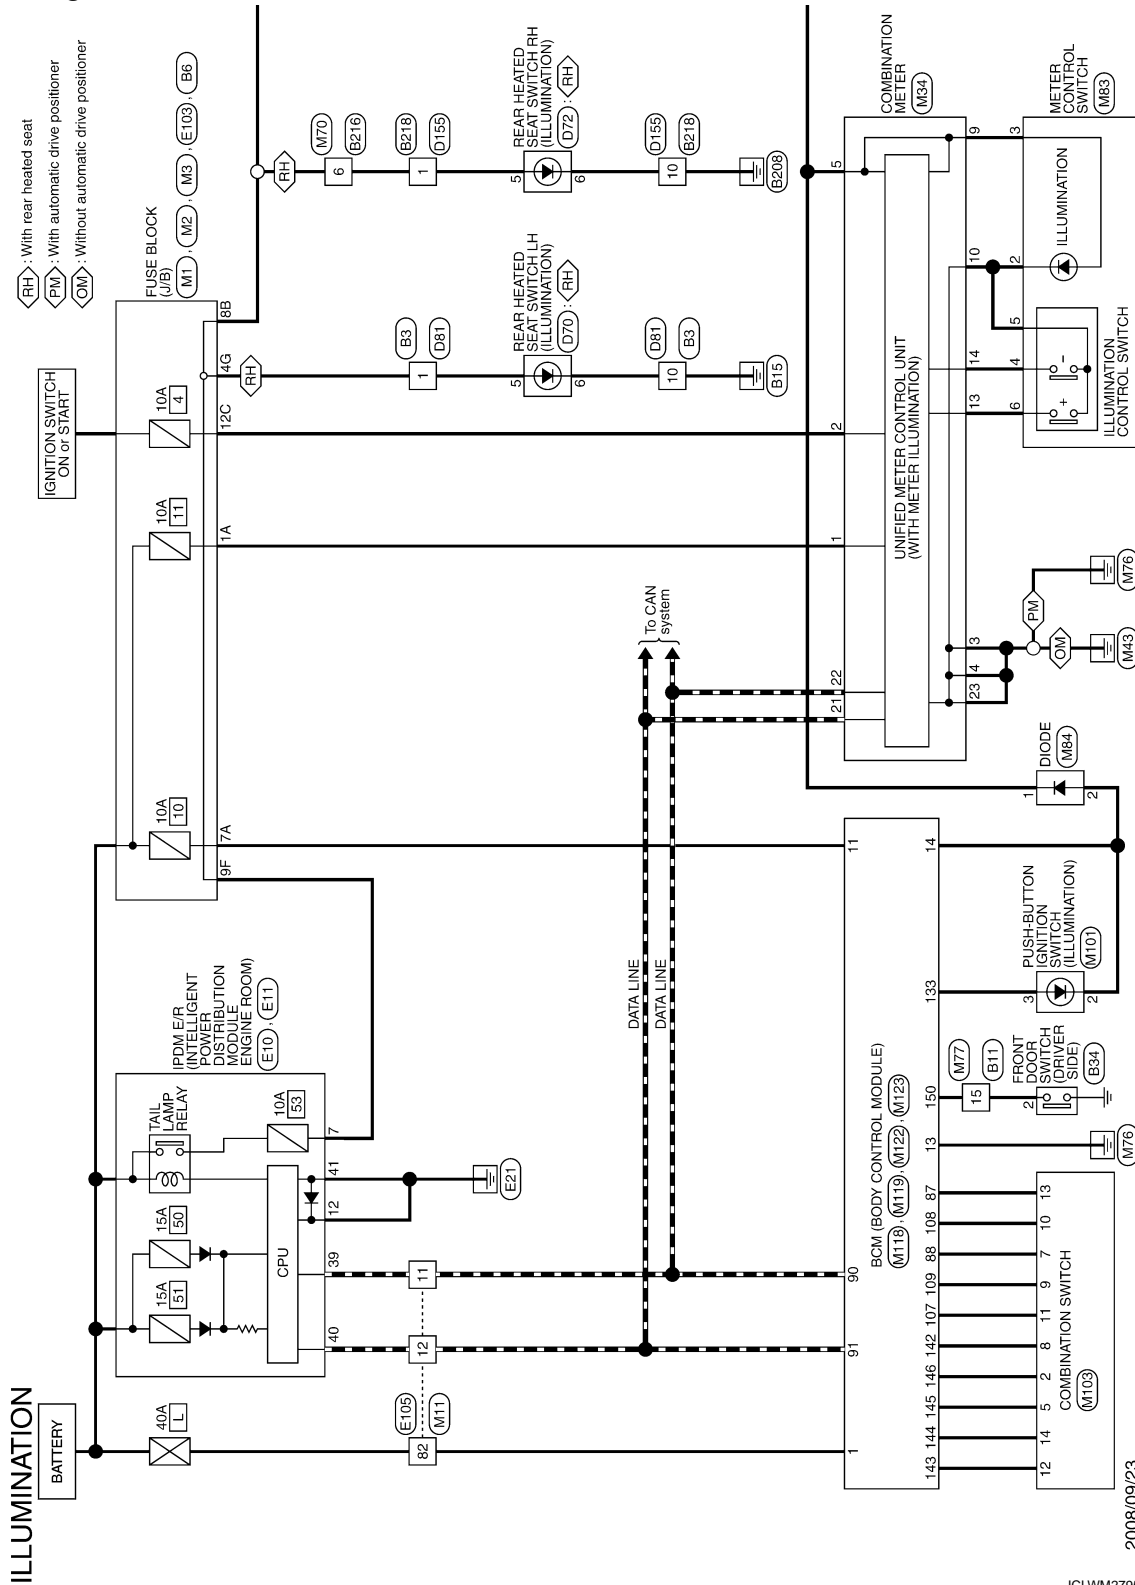 ILLUMINATION
BATTERY
IGNITION SWITCH
ON or START
RH : With rear heated seat
PM : With automatic drive positioner
OM : Without automatic drive positioner
40A
L
15A
51
15A
50
TAIL
LAMP
RELAY
10A
53
CPU
IPDM E/R
(INTELLIGENT
POWER
DISTRIBUTION
MODULE
ENGINE ROOM)
E10 , E11
40
39
12
41
7
10A
10
10A
11
10A
4
FUSE BLOCK
(J/B)
M1 , M2 , M3 , E103 , B6
9F
7A
1A
12C
4G
8B
RH
RH
E105
M11
82
12
11
E21
B3
D81
1
M70
B216
6
B218
D155
1
5
6
REAR HEATED
SEAT SWITCH LH
(ILLUMINATION)
D70 : RH
5
6
REAR HEATED
SEAT SWITCH RH
(ILLUMINATION)
D72 : RH
D81
B3
10
D155
B218
10
B15
B208
DATA LINE
DATA LINE
To CAN
system
1
91
90
11
21
22
1
2
5
BCM (BODY CONTROL MODULE)
M118 , M119 , M122 , M123
143
144
145
146
142
107
109
88
108
87
13
150
133
14
12
14
5
2
8
11
9
7
10
13
COMBINATION SWITCH
M103
M76
M77
B11
15
2
FRONT
DOOR
SWITCH
(DRIVER
SIDE)
B34
3
2
PUSH-BUTTON
IGNITION
SWITCH
(ILLUMINATION)
M101
1
2
DIODE
M84
UNIFIED METER CONTROL UNIT
(WITH METER ILLUMINATION)
COMBINATION
METER
M34
23
4
3
13
14
10
9
OM
PM
M43
M76
6
4
5
2
3
+
-
ILLUMINATION
CONTROL SWITCH
ILLUMINATION
METER
CONTROL
SWITCH
M83
2008/09/23